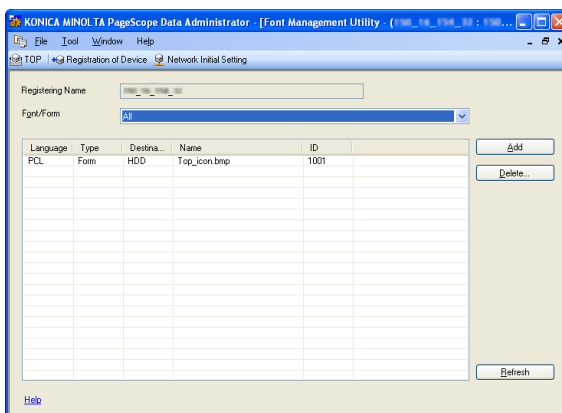 KONICA MINOLTA PageScope Data Administrator - [Font Management Utility - (
File Tool Window Help
TOP Registration of Device Network Initial Setting
Registering Name
Font/Form All
Language Type Destina... Name ID Add
PCL Form HDD Top_icon.bmp 1001
Delete...
Refresh
Help